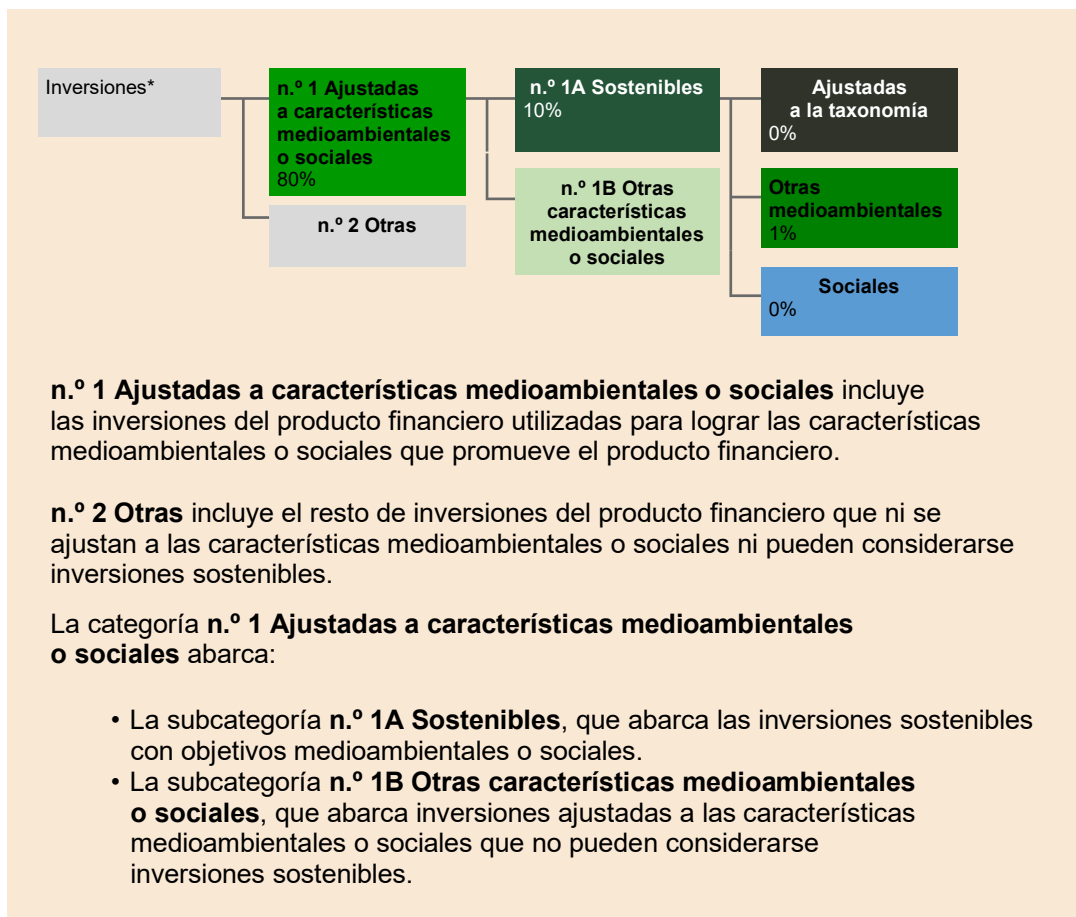 Inversiones*
n.º 1 Ajustadas
a características
medioambientales
o sociales
80%
n.º 2 Otras
n.º 1A Sostenibles
10%
n.º 1B Otras
características
medioambientales
o sociales
Ajustadas
a la taxonomía
0%
Otras
medioambientales
1%
Sociales
0%
n.º 1 Ajustadas a características medioambientales o sociales incluye
las inversiones del producto financiero utilizadas para lograr las características
medioambientales o sociales que promueve el producto financiero.
n.º 2 Otras incluye el resto de inversiones del producto financiero que ni se
ajustan a las características medioambientales o sociales ni pueden considerarse
inversiones sostenibles.
La categoría n.º 1 Ajustadas a características medioambientales
o sociales abarca:
• La subcategoría n.º 1A Sostenibles, que abarca las inversiones sostenibles
con objetivos medioambientales o sociales.
• La subcategoría n.º 1B Otras características medioambientales
o sociales, que abarca inversiones ajustadas a las características
medioambientales o sociales que no pueden considerarse
inversiones sostenibles.